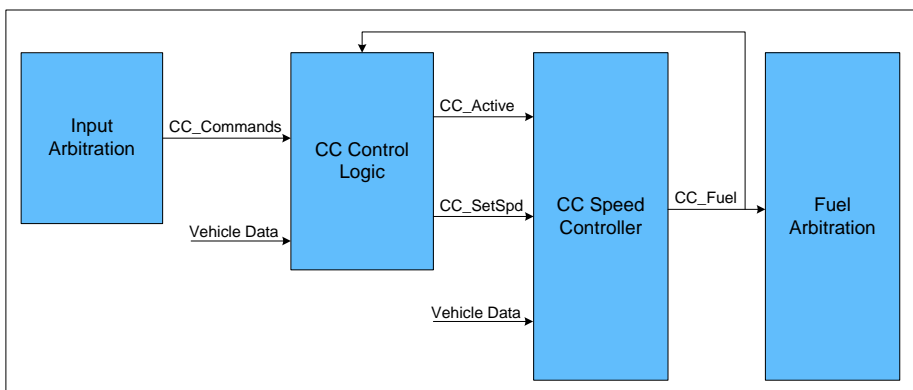 Input
Arbitration
CC_Commands
Vehicle Data
CC Control
Logic
CC_Active
CC_SetSpd
Vehicle Data
CC Speed
Controller
CC_Fuel
Fuel
Arbitration